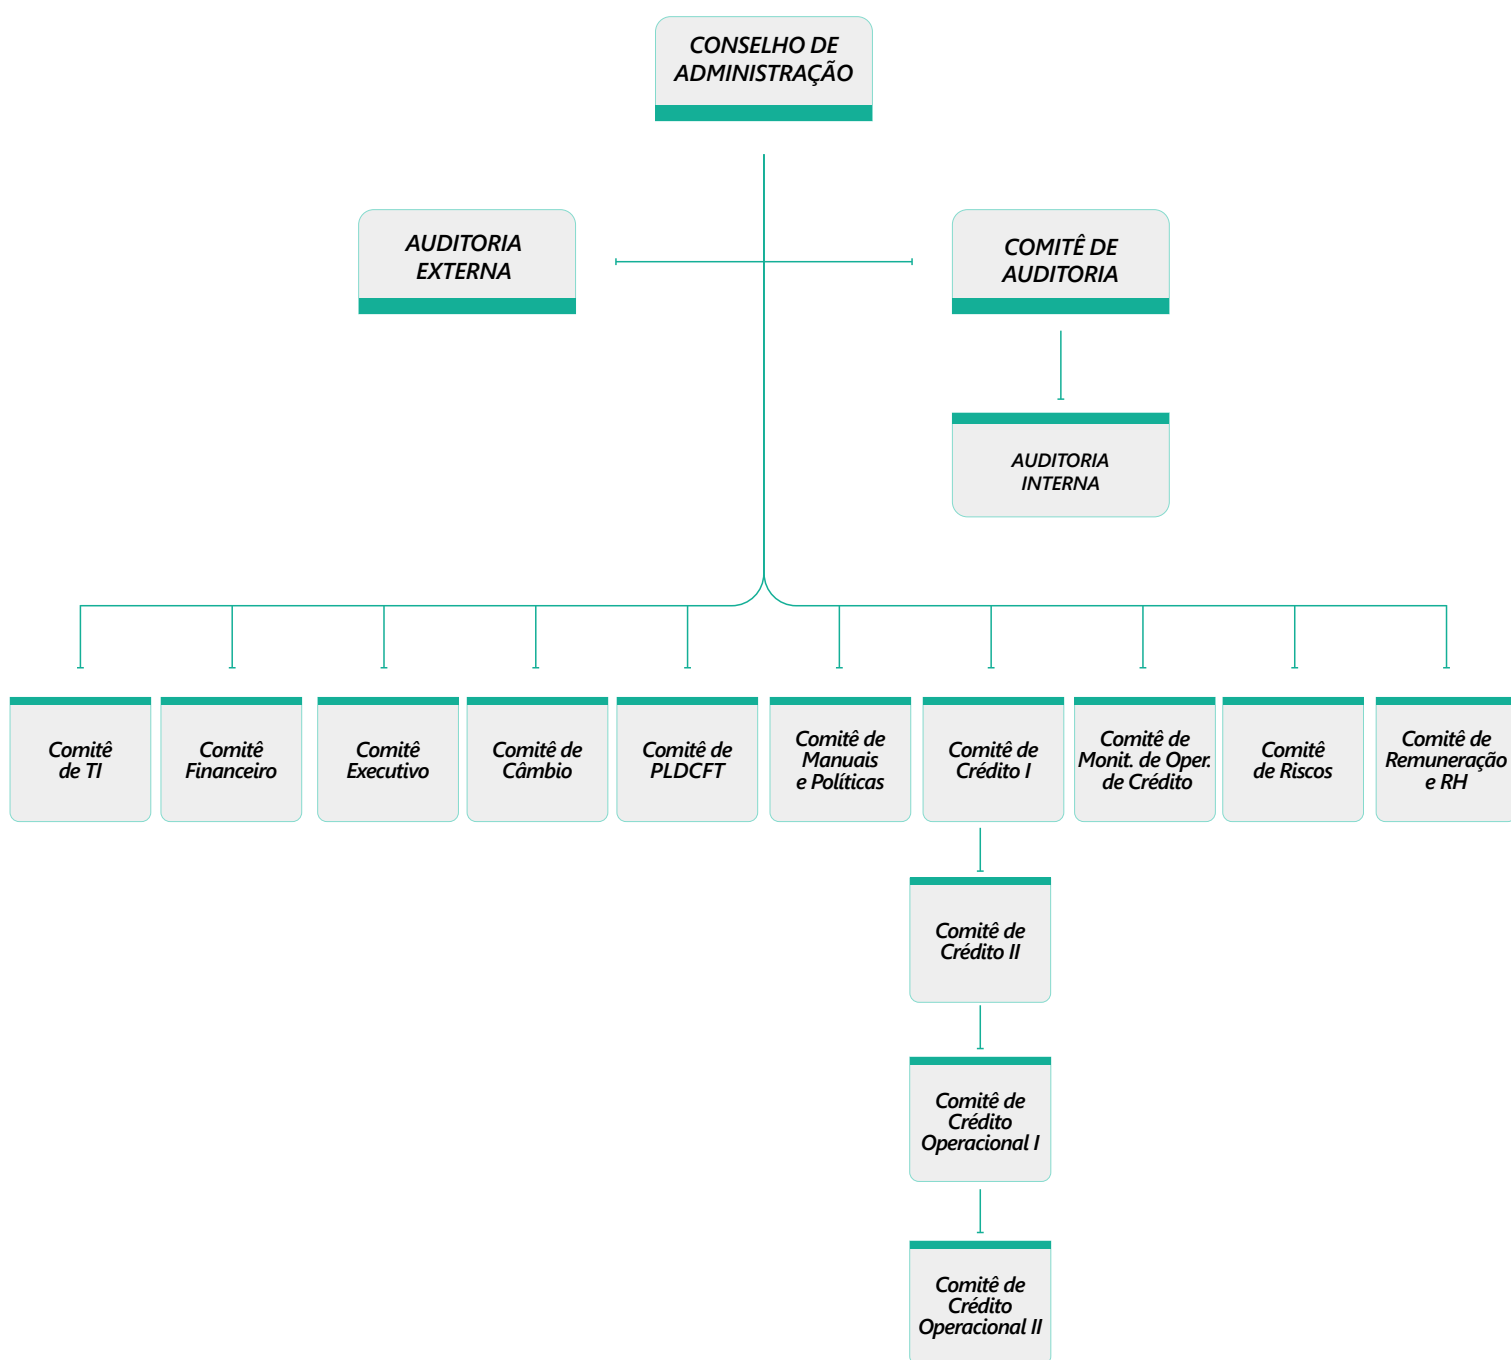 CONSELHO DE
ADMINISTRAÇÃO
AUDITORIA
EXTERNA
COMITÊ DE
AUDITORIA
AUDITORIA
INTERNA
Comitê
de TI
Comitê
Financeiro
Comitê
Executivo
Comitê de
Câmbio
Comitê de
PLDCFT
Comitê de
Manuais
e Políticas
Comitê de
Crédito I
Comitê de
Monit. de Oper.
de Crédito
Comitê
de Riscos
Comitê de
Remuneração
e RH
Comitê de
Crédito II
Comitê de
Crédito
Operacional I
Comitê de
Crédito
Operacional II